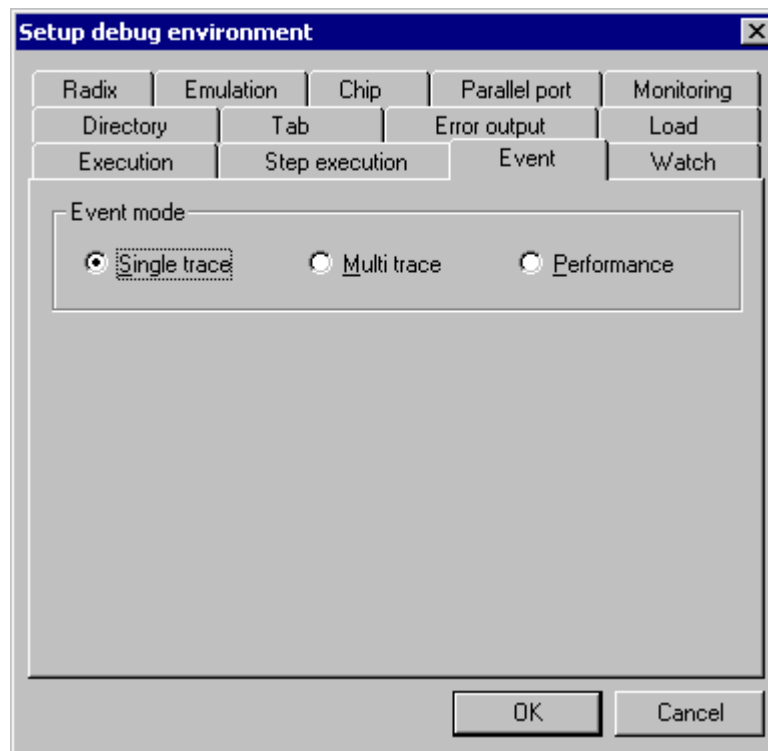 Setup debug environment
Radix Emulation Chip Parallel port Monitoring
Directory Tab Error output Load
Execution Step execution Event Watch
Event mode
Single trace Multi trace Performance
OK Cancel